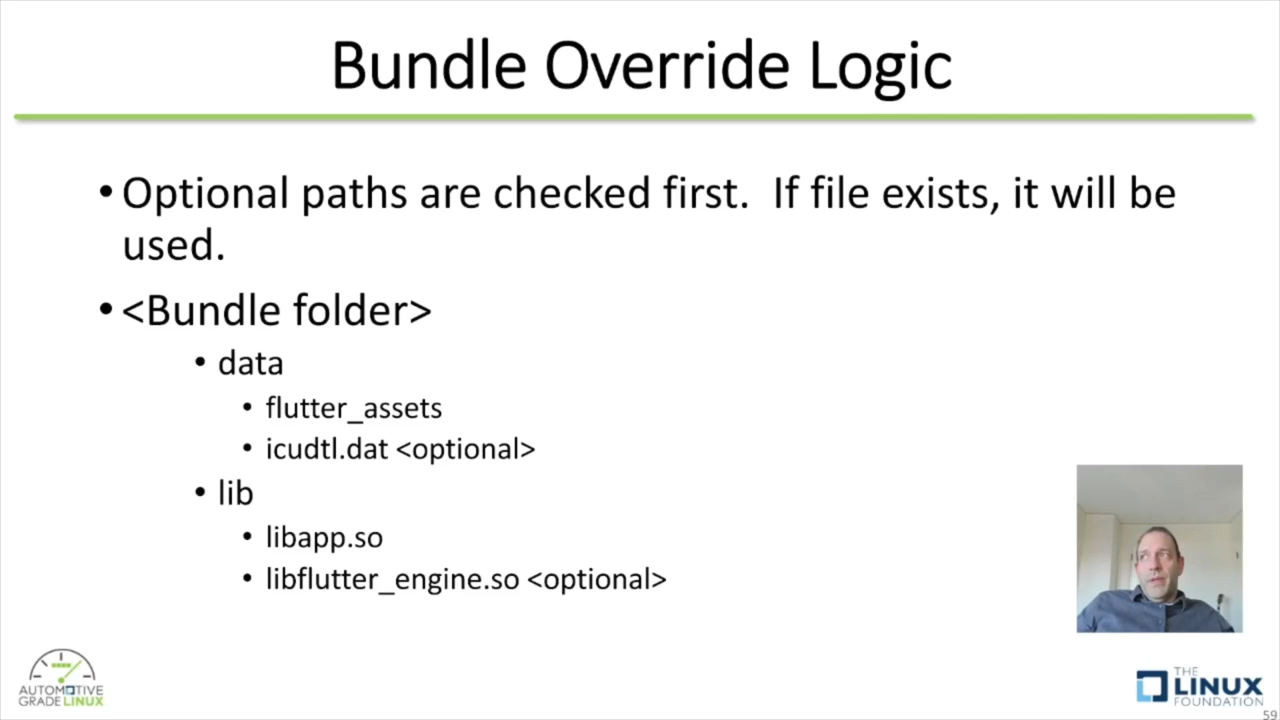 Bundle Override Logic
• Optional paths are checked first.  If file exists, it will be
used.
• <Bundle folder>
• data
• flutter_assets
• icudtl.dat <optional>
• lib
• libapp.so
• libflutter_engine.so <optional>
AUTOMOTIVE
GRADE LINUX
THE
LINUX
FOUNDATION
59